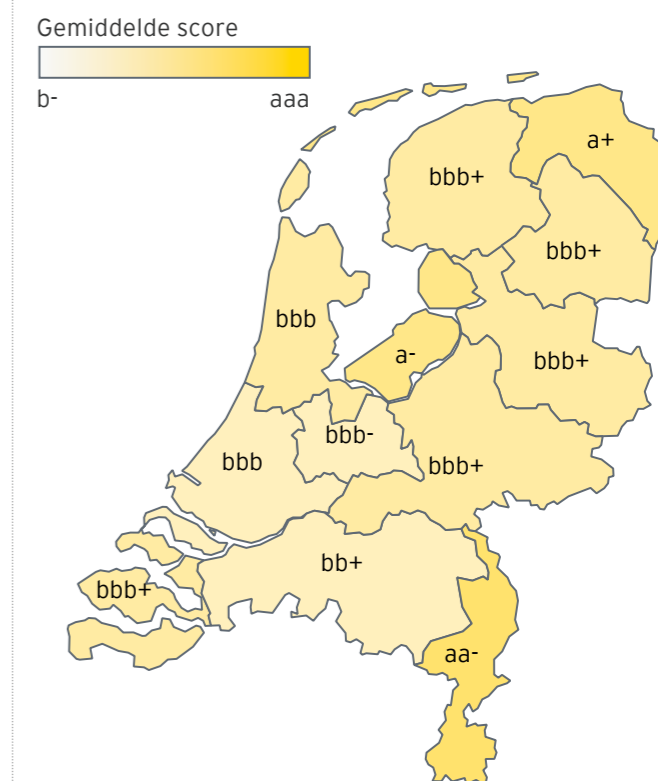 Gemiddelde score
b- aaa
a+
bbb+
bbb+
bbb
a-
bbb+
bbb-
bbb
bbb+
bb+
bbb+
aa-